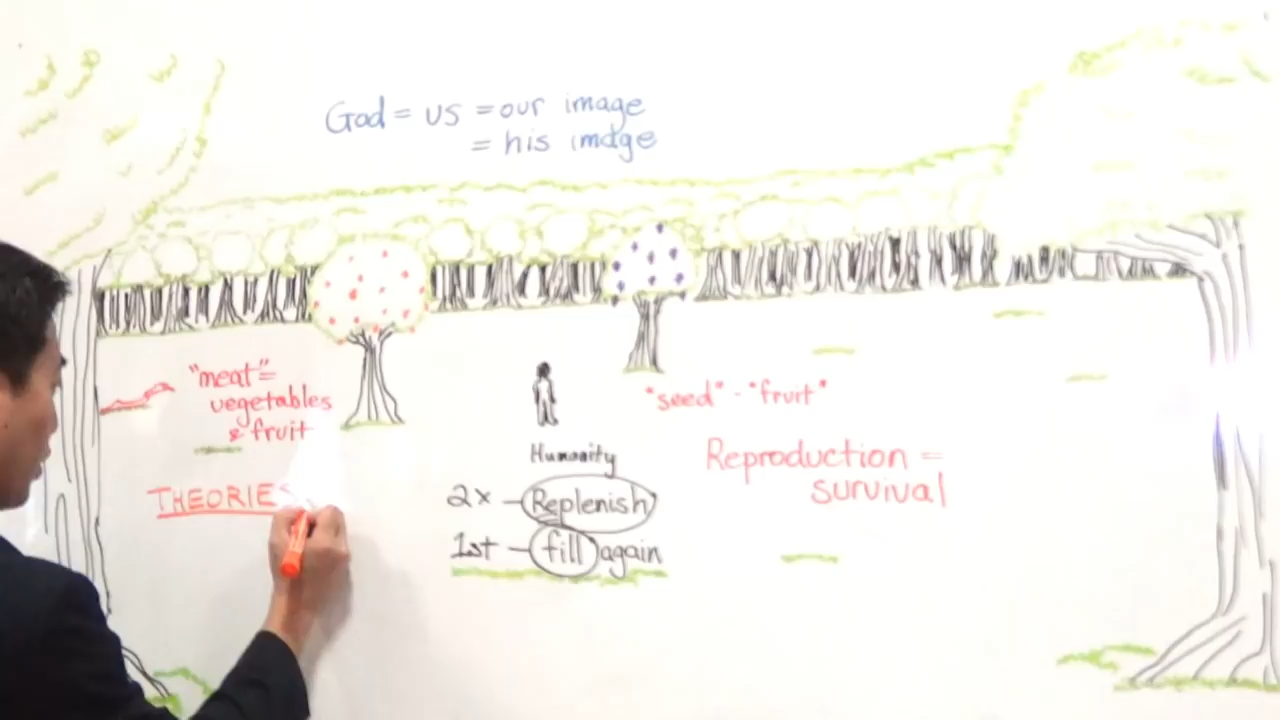 God = us = our image
= his image
"meat" =
vegetables
& fruit
"seed" - "fruit"
Humanity
Reproduction =
survival
THEORIES
2x - Replenish
1st - fill again